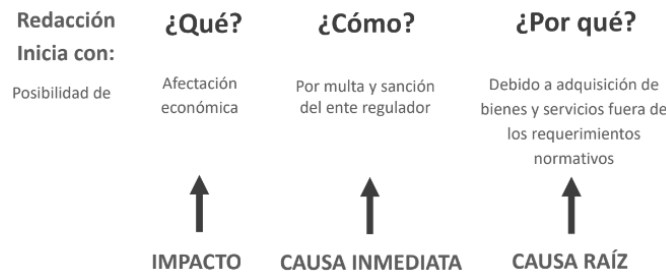 Redacción
Inicia con:
Posibilidad de
¿Qué?
Afectación
económica
IMPACTO
¿Cómo?
Por multa y sanción
del ente regulador
CAUSA INMEDIATA
¿Por qué?
Debido a adquisición de
bienes y servicios fuera de
los requerimientos
normativos
CAUSA RAÍZ